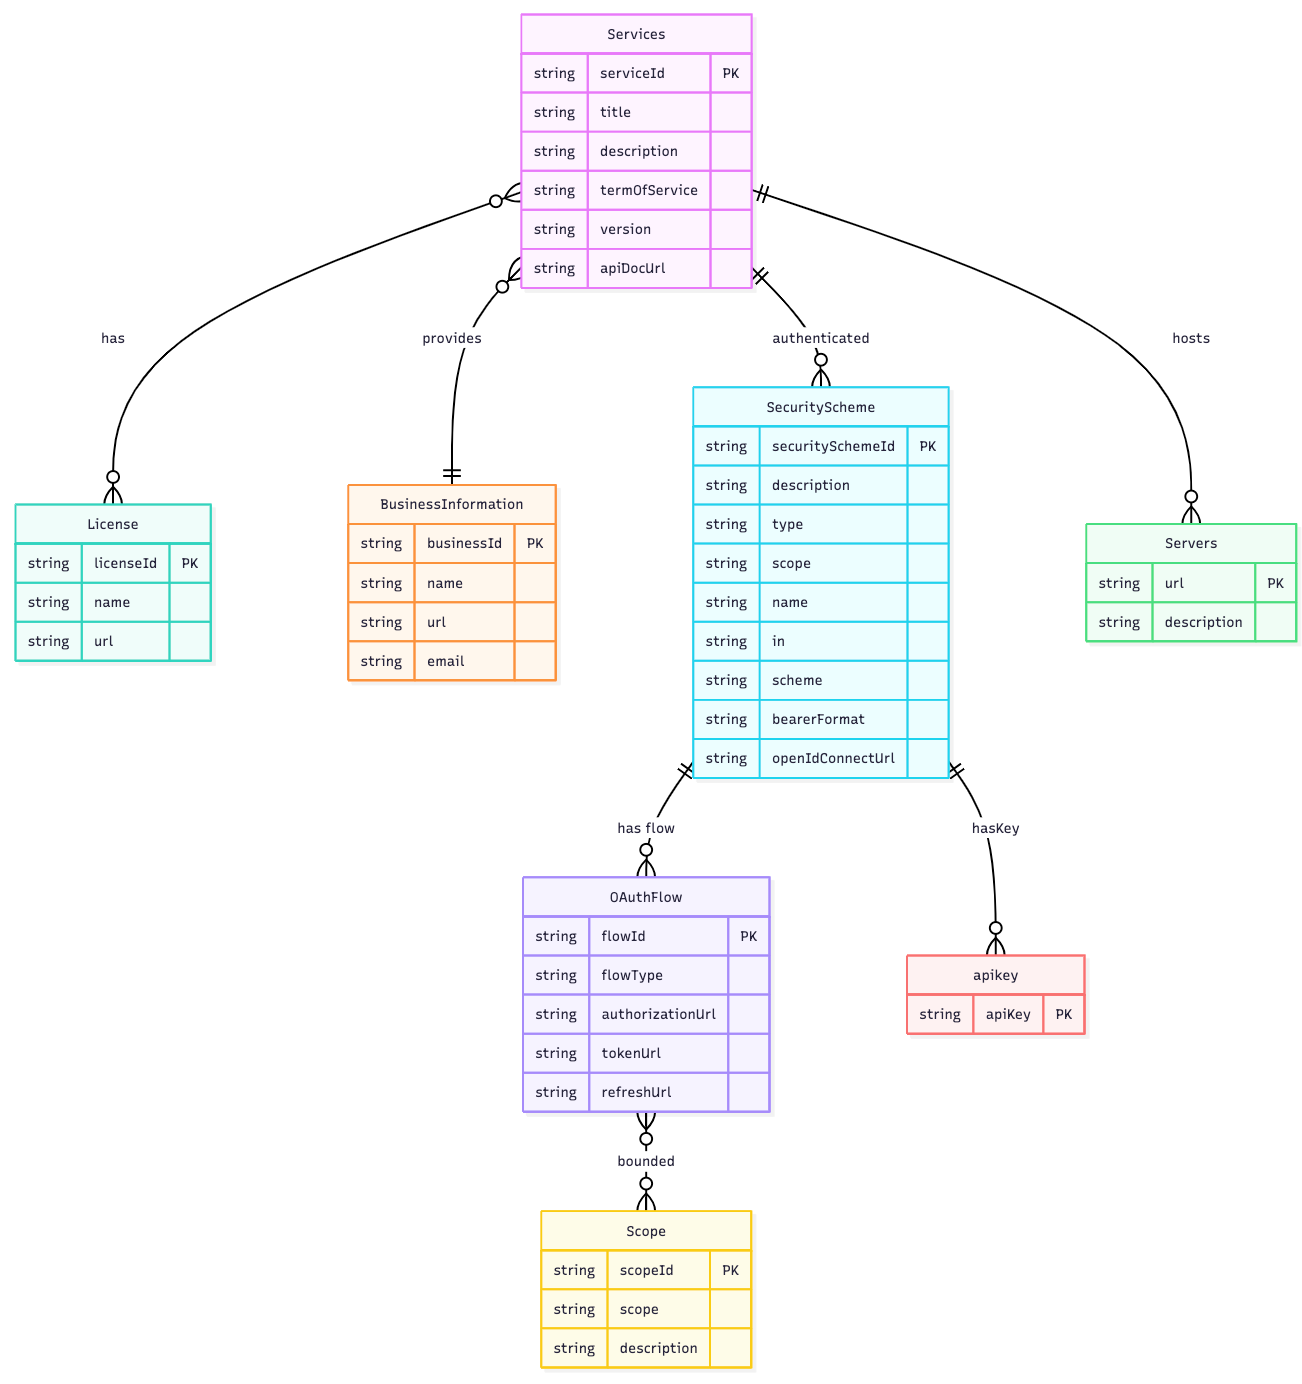 Services
string serviceId PK
string title
string description
string termOfService
string version
string apiDocUrl
has
provides
authenticated
hosts
License
string licenseId PK
string name
string url
BusinessInformation
string businessId PK
string name
string url
string email
SecurityScheme
string securitySchemeId PK
string description
string type
string scope
string name
string in
string scheme
string bearerFormat
string openIdConnectUrl
Servers
string url PK
string description
has flow
hasKey
OAuthFlow
string flowId PK
string flowType
string authorizationUrl
string tokenUrl
string refreshUrl
apikey
string apiKey PK
bounded
Scope
string scopeId PK
string scope
string description